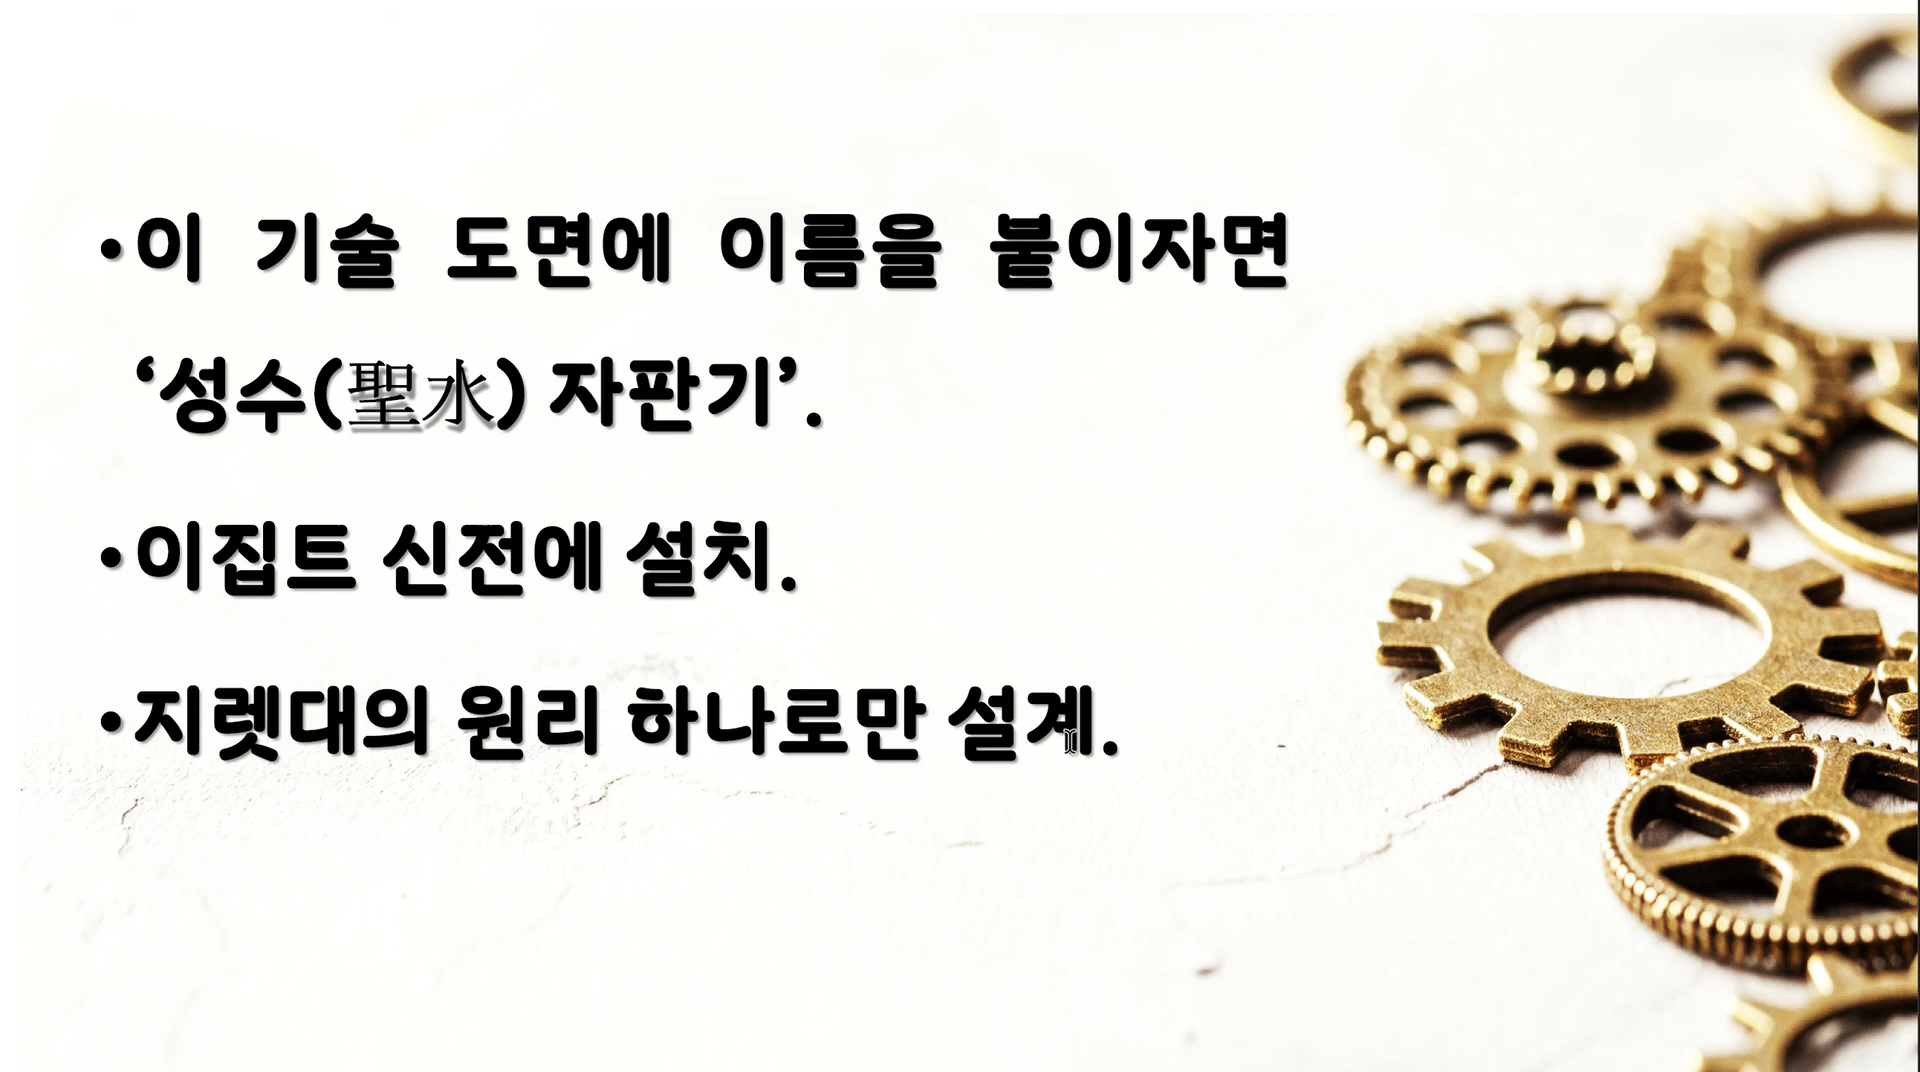 •이 기술 도면에 이름을 붙이자면
‘성수(聖水) 자판기’.
•이집트 신전에 설치.
•지렛대의 원리 하나로만 설계.